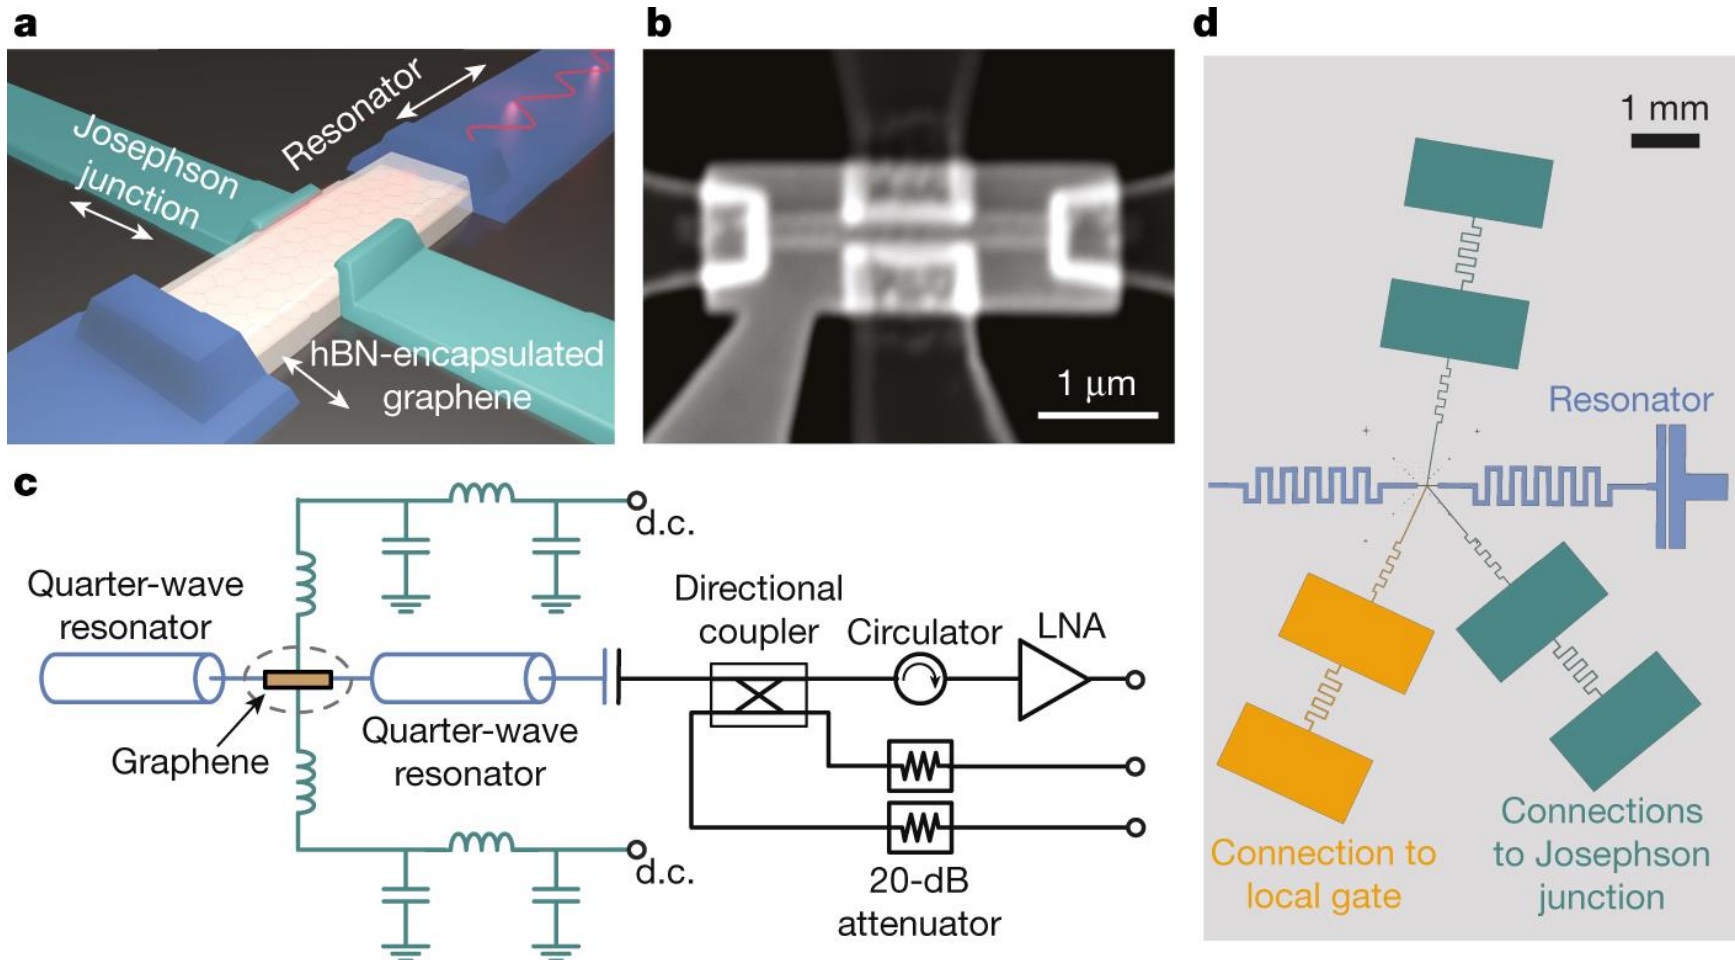 a
Josephson
junction
Resonator
hBN-encapsulated
graphene
b
1 μm
c
d.c.
Quarter-wave
resonator
Graphene
Quarter-wave
resonator
Directional
coupler
Circulator
LNA
20-dB
attenuator
d.c.
d
1 mm
Resonator
Connection to
local gate
Connections
to Josephson
junction